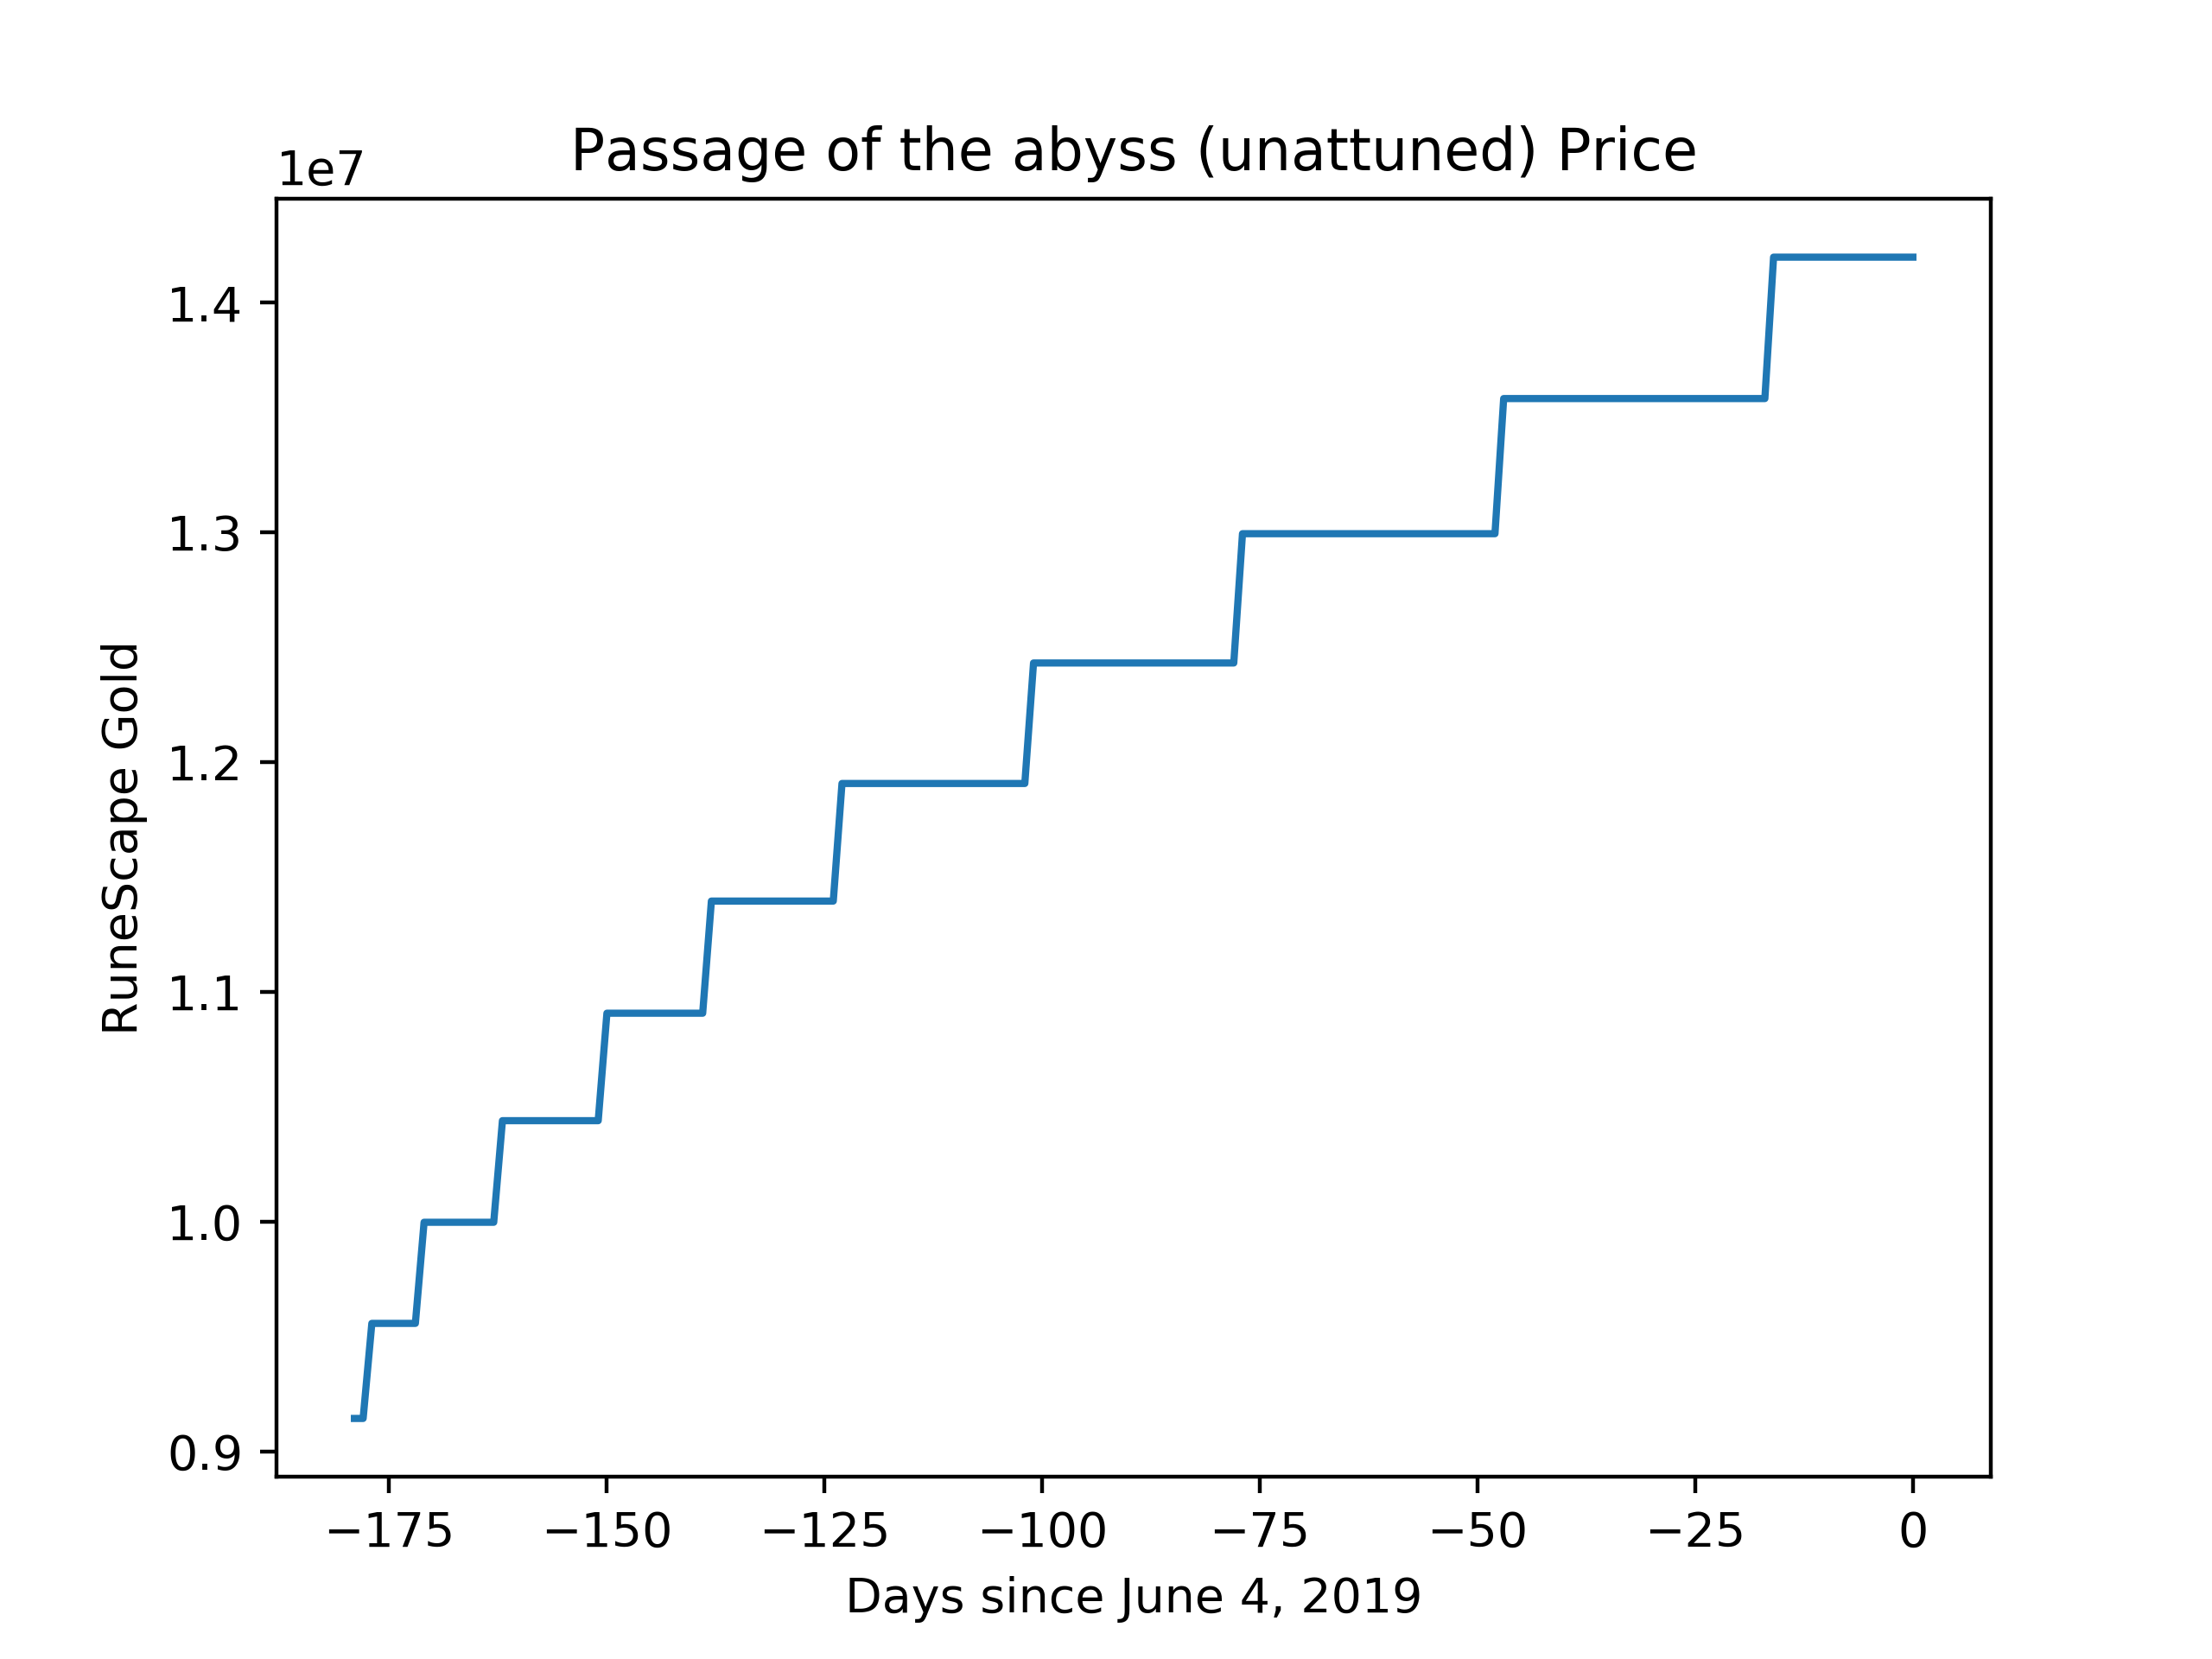 Passage of the abyss (unattuned) Price
1e7
1.4
1.3
1.2
1.1
1.0
0.9
RuneScape Gold
−175 −150 −125 −100 −75 −50 −25 0
Days since June 4, 2019